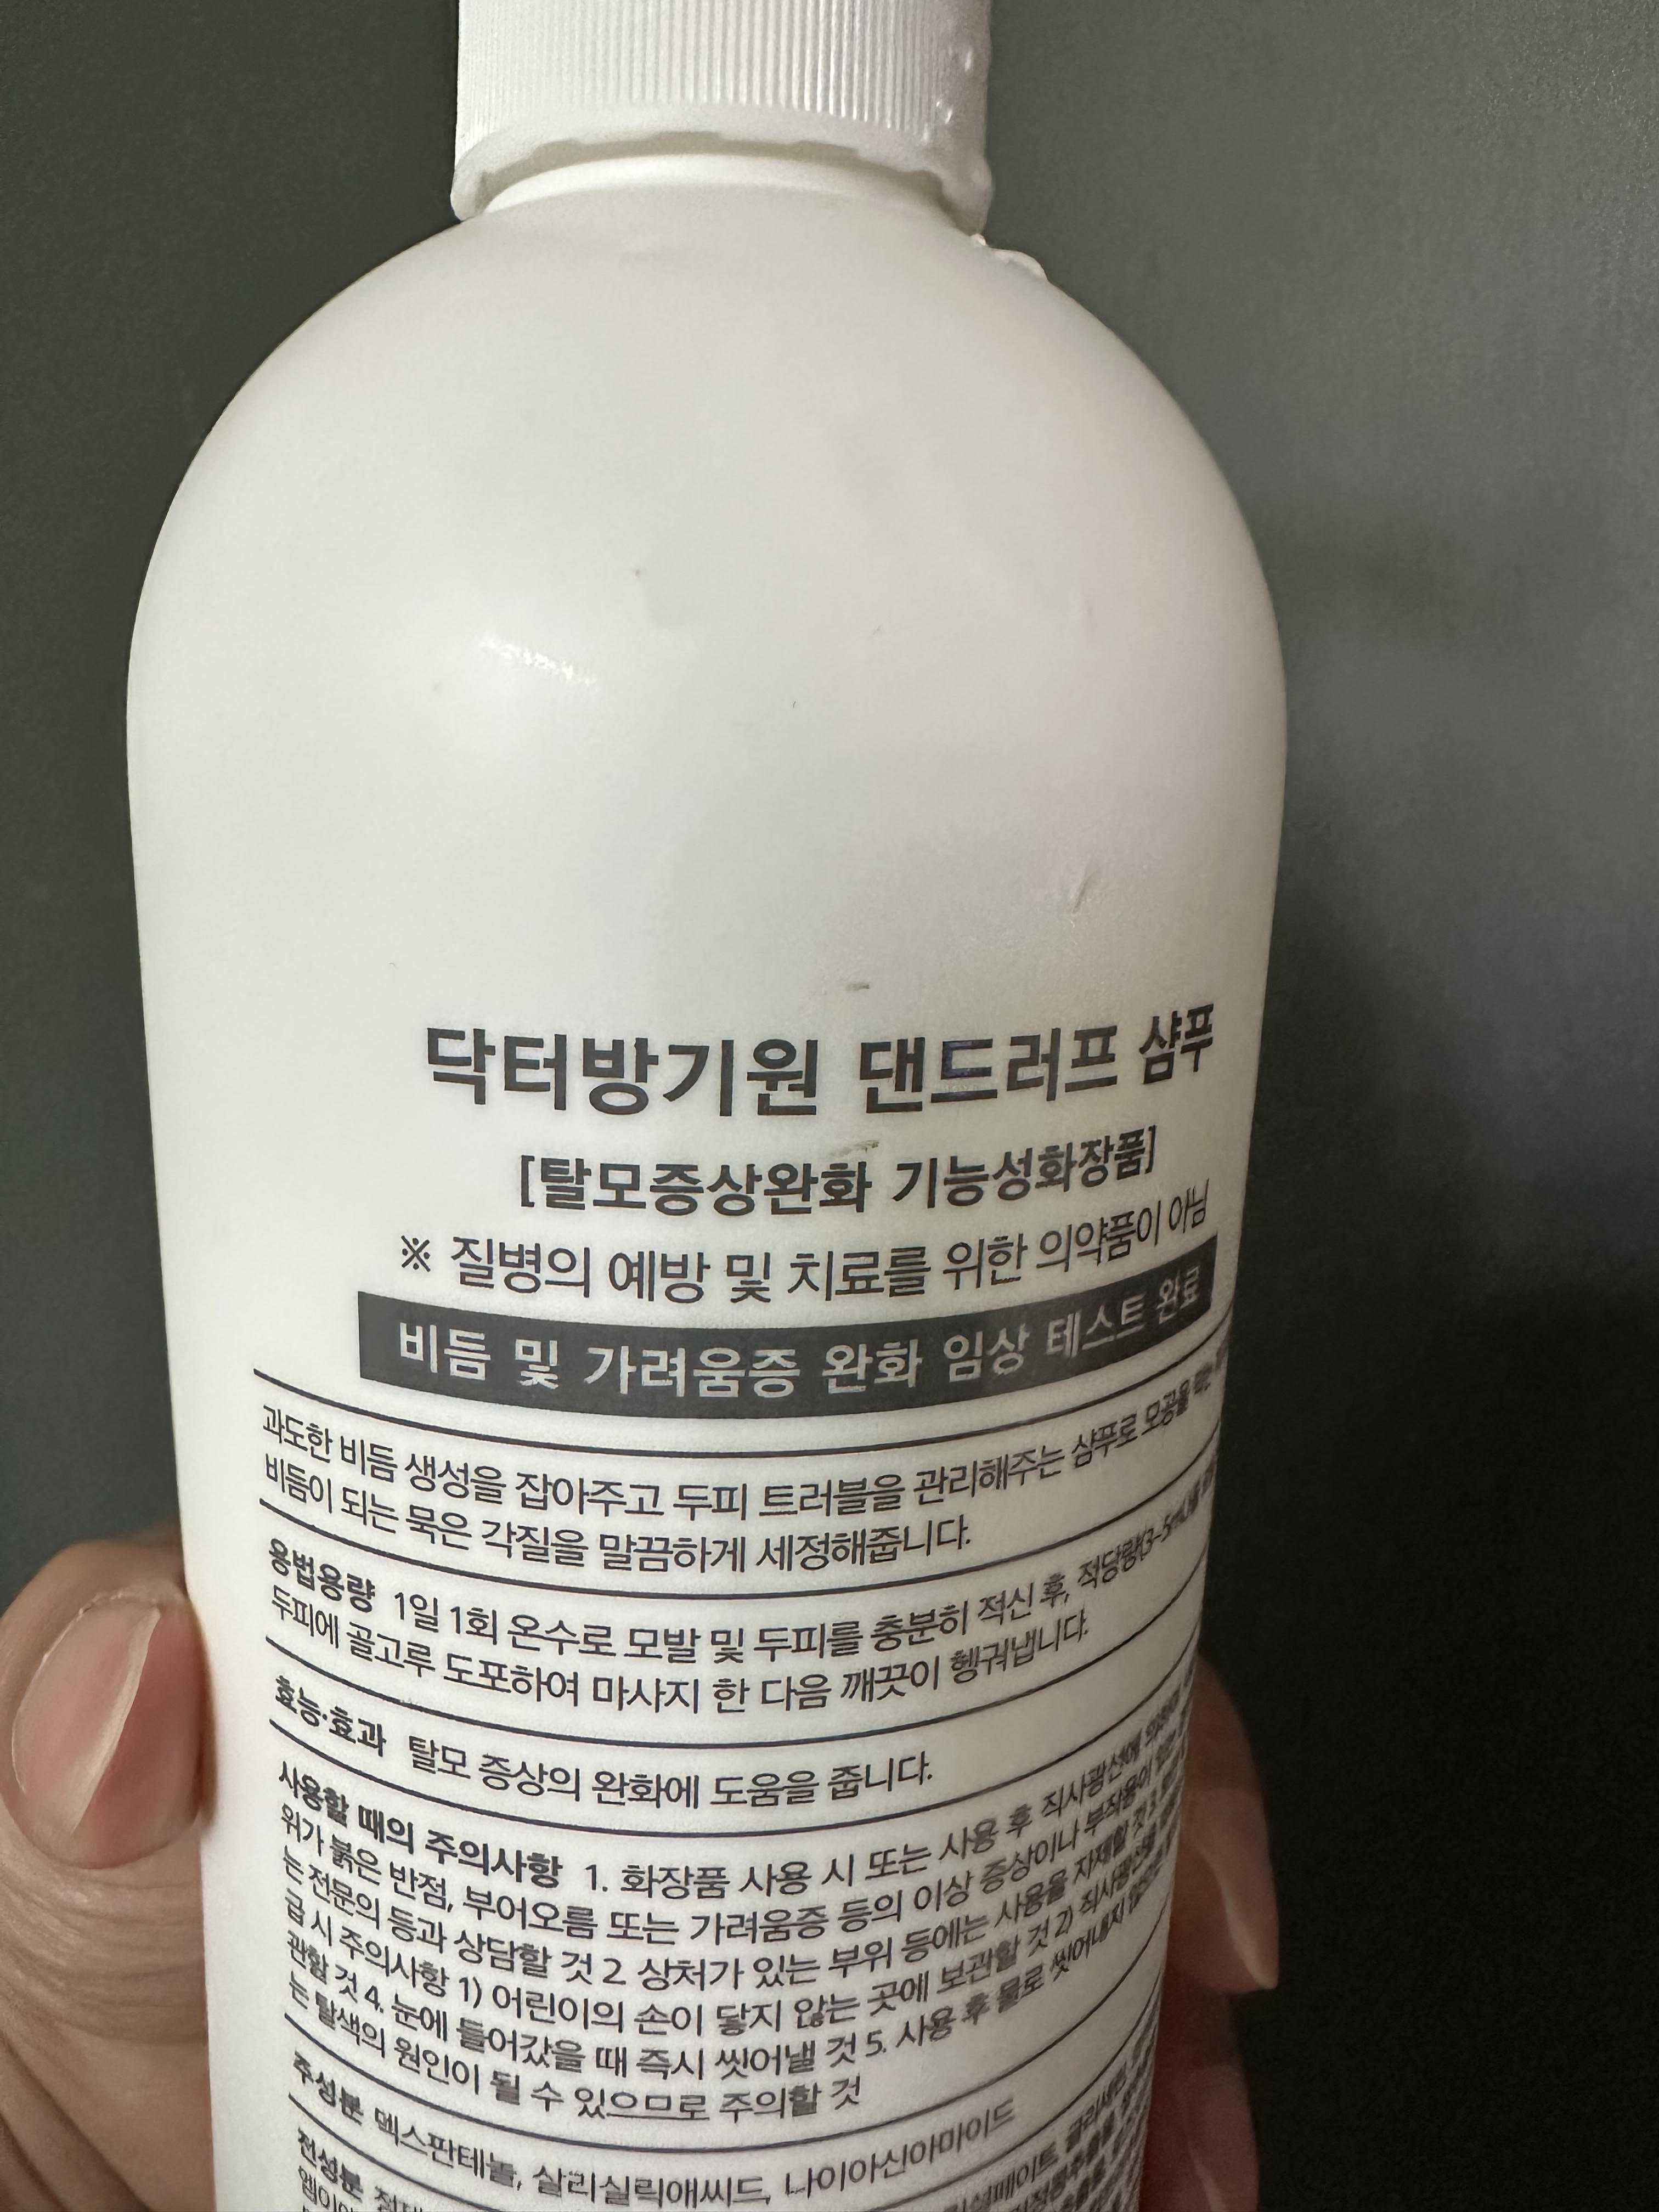 닥터방기원 댄드러프 샴푸
[탈모증상완화 기능성화장품]
※ 질병의 예방 및 치료를 위한 의약품이 아님
비듬 및 가려움증 완화 임상 테스트 완료
과도한 비듬 생성을 잡아주고 두피 트러블을 관리해주는 샴푸로 모공을
비듬이 되는 묵은 각질을 말끔하게 세정해줍니다.
용법용량 1일 1회 온수로 모발 및 두피를 충분히 적신 후, 적당량(3~5mL)을
두피에 골고루 도포하여 마사지 한 다음 깨끗이 헹궈냅니다.
효능·효과 탈모 증상의 완화에 도움을 줍니다.
사용할 때의 주의사항 1. 화장품 사용 시 또는 사용 후 직사광선에 의하여
위가 붉은 반점, 부어오름 또는 가려움증 등의 이상 증상이나 부작용이 있는
는 전문의 등과 상담할 것 2. 상처가 있는 부위 등에는 사용을 자제할 것 3.
급 시 주의사항 1) 어린이의 손이 닿지 않는 곳에 보관할 것 2) 직사광선을
관할 것 4. 눈에 들어갔을 때 즉시 씻어낼 것 5. 사용 후 물로 씻어내지 않으면
는 탈색의 원인이 될 수 있으므로 주의할 것
주성분 덱스판테놀, 살리실릭애씨드, 나이아신아마이드
전성분